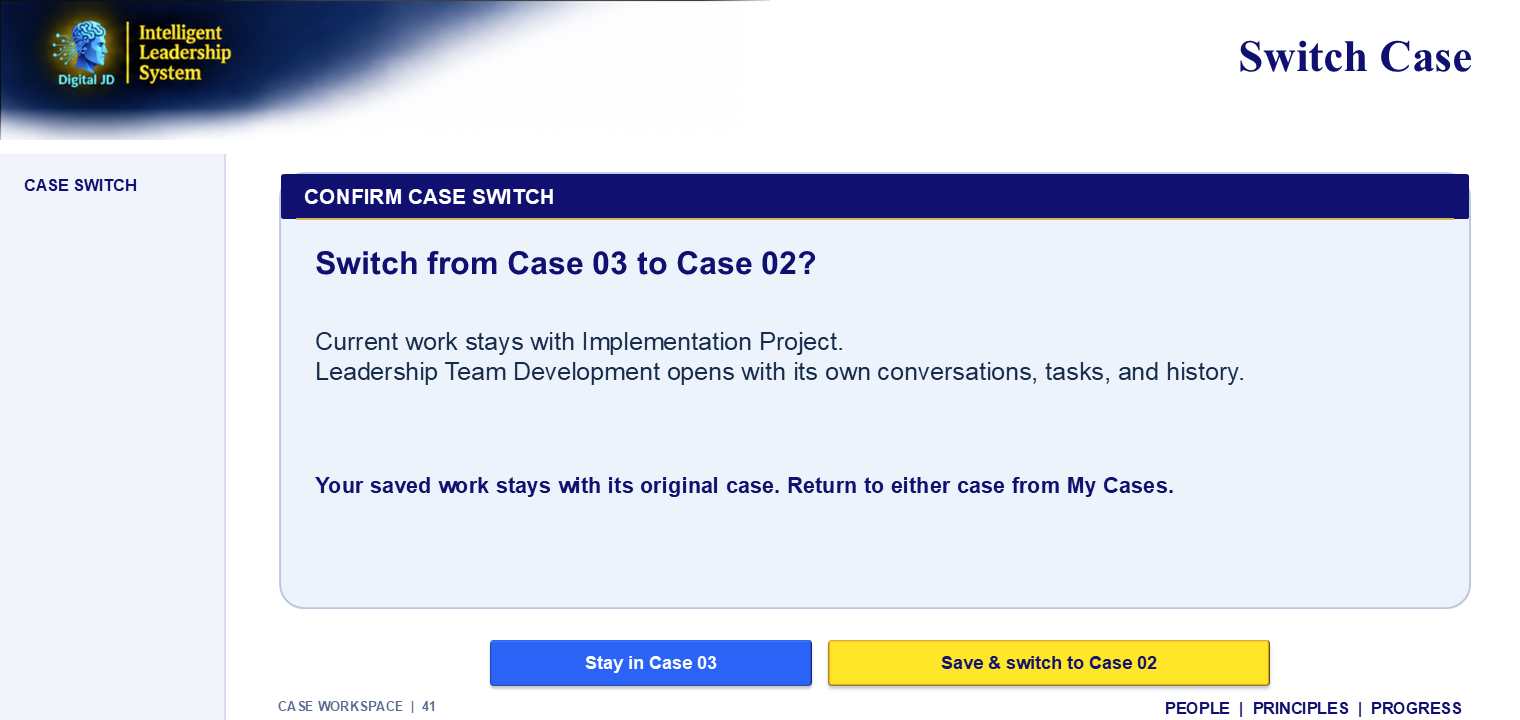 Intelligent
Leadership
System
Digital JD
Switch Case
CASE SWITCH
CONFIRM CASE SWITCH
Switch from Case 03 to Case 02?
Current work stays with Implementation Project.
Leadership Team Development opens with its own conversations, tasks, and history.
Your saved work stays with its original case. Return to either case from My Cases.
Stay in Case 03
Save & switch to Case 02
CASE WORKSPACE | 41
PEOPLE | PRINCIPLES | PROGRESS